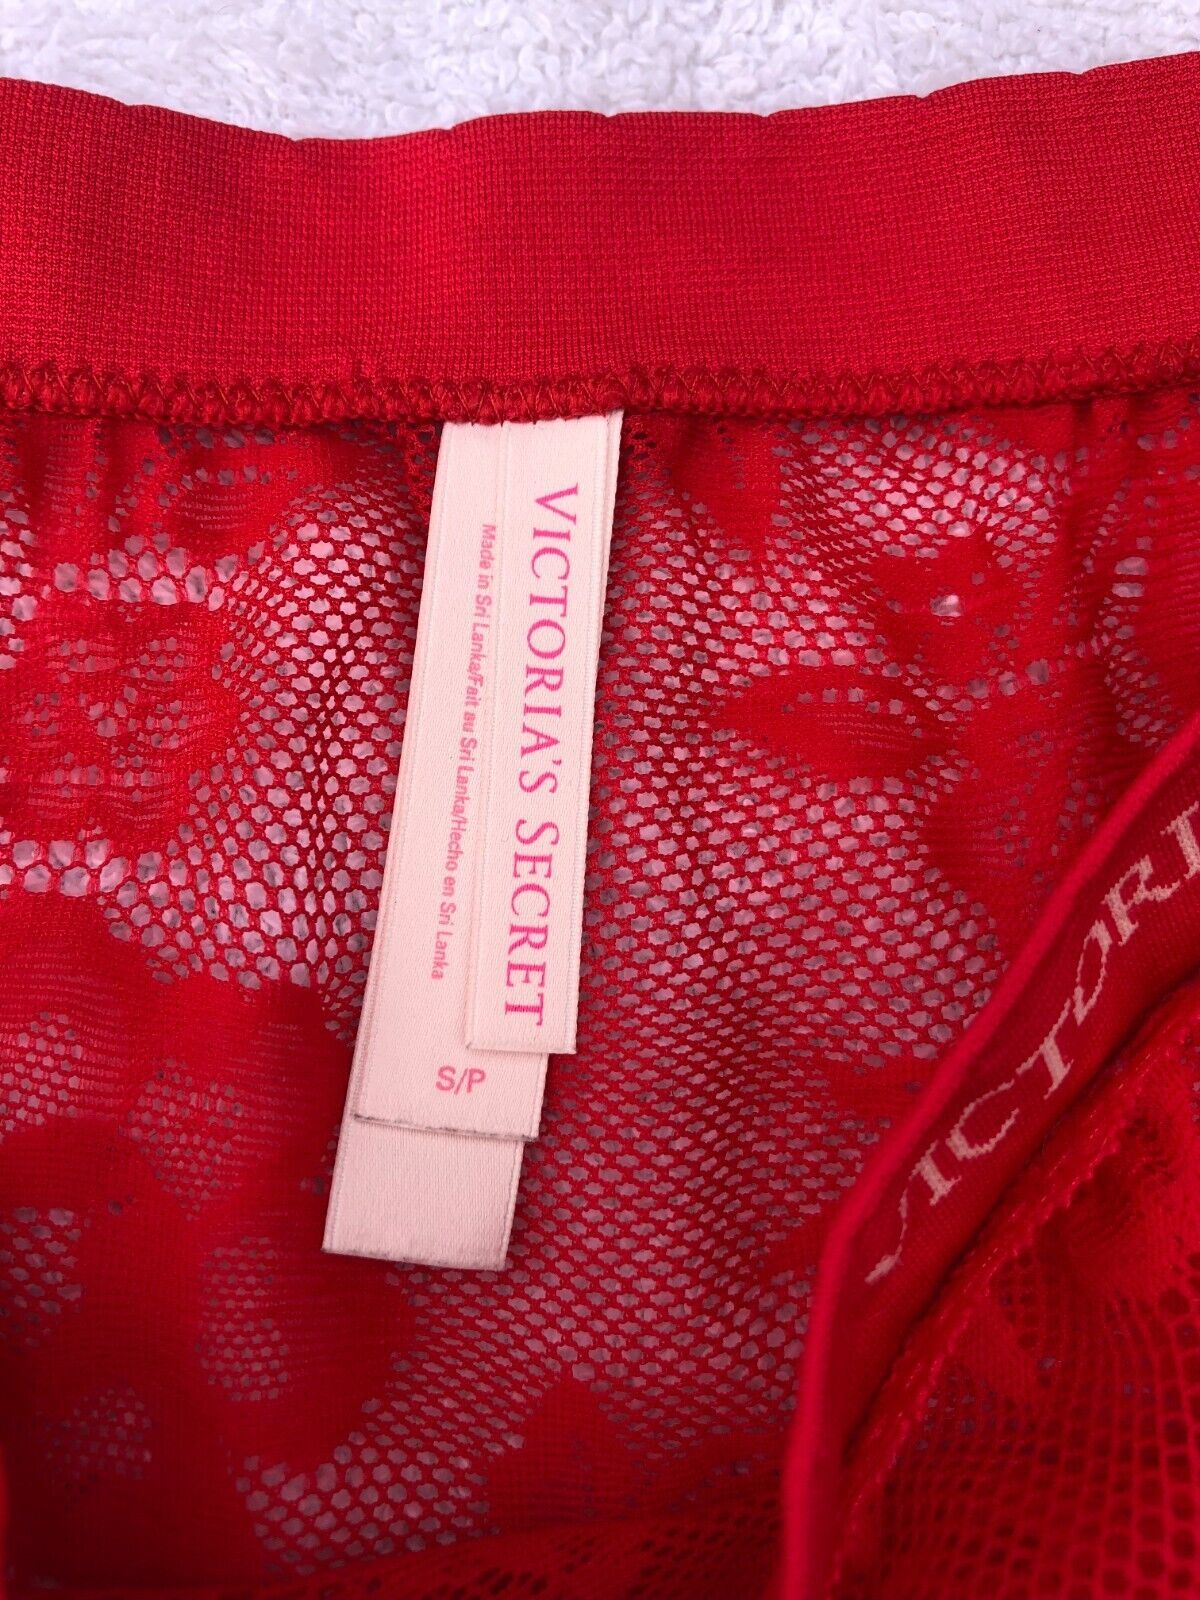 VICTORIA'S SECRET
Made in Sri Lanka/Fait au Sri Lanka/Hecho en Sri Lanka
S/P
VICTORI